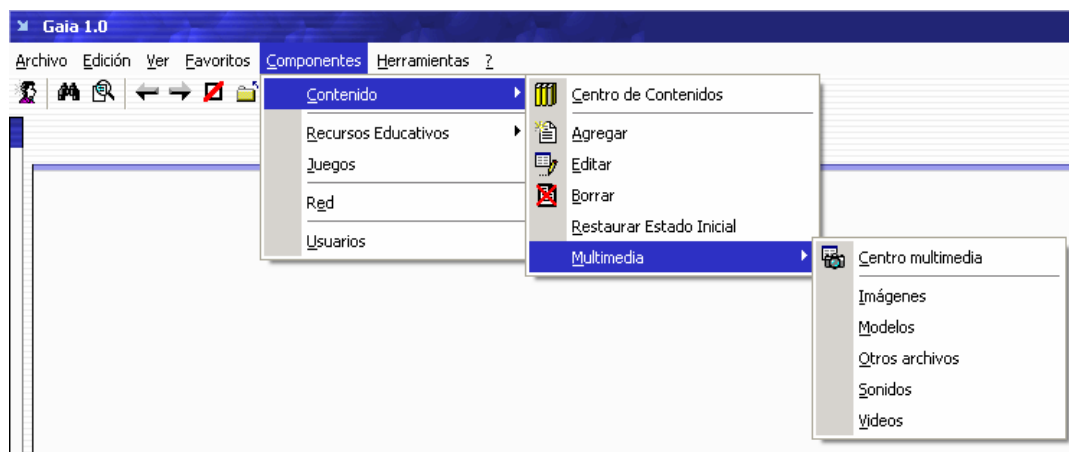 Gaia 1.0
Archivo Edición Ver Favoritos Componentes Herramientas ?
Contenido
Recursos Educativos
Juegos
Red
Usuarios
Centro de Contenidos
Agregar
Editar
Borrar
Restaurar Estado Inicial
Multimedia
Centro multimedia
Imágenes
Modelos
Otros archivos
Sonidos
Videos